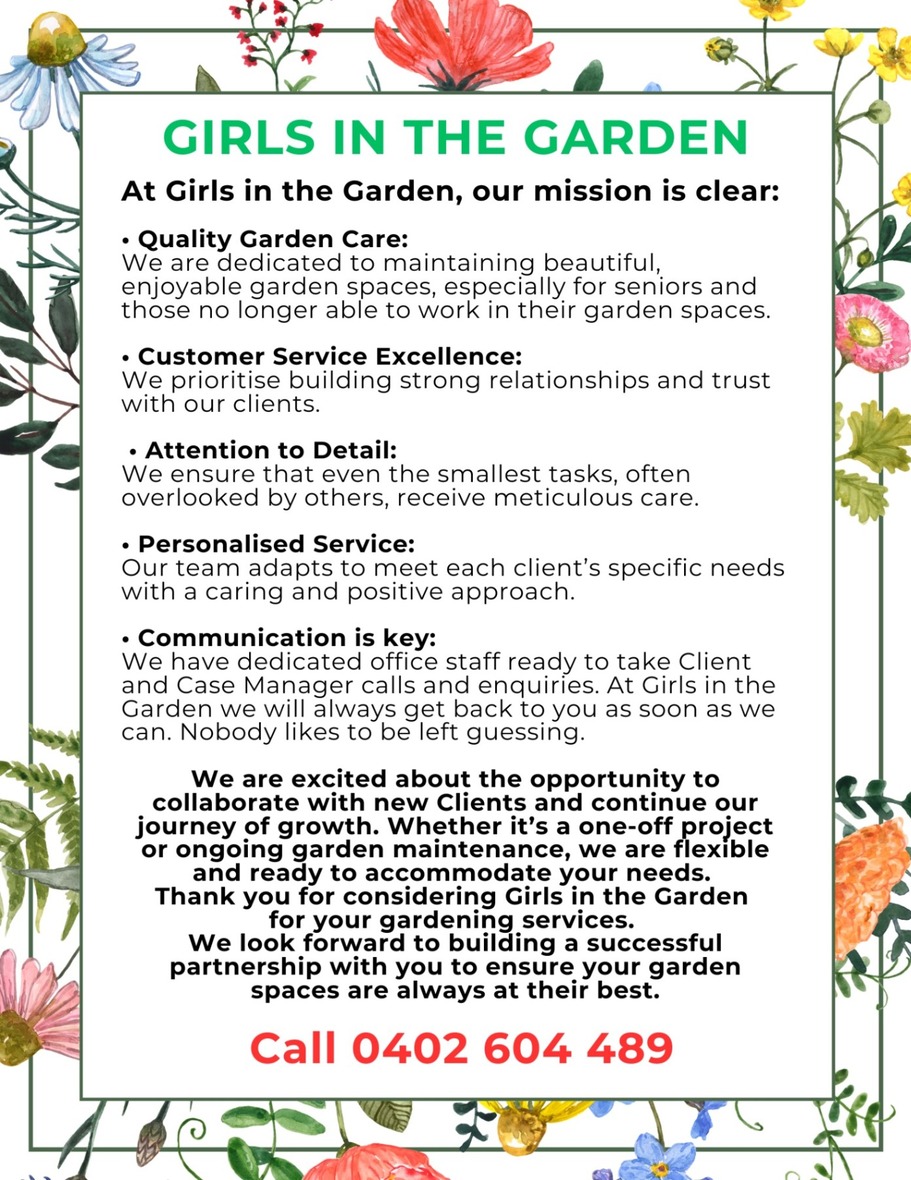 GIRLS IN THE GARDEN
At Girls in the Garden, our mission is clear:
• Quality Garden Care:
We are dedicated to maintaining beautiful,
enjoyable garden spaces, especially for seniors and
those no longer able to work in their garden spaces.
• Customer Service Excellence:
We prioritise building strong relationships and trust
with our clients.
• Attention to Detail:
We ensure that even the smallest tasks, often
overlooked by others, receive meticulous care.
• Personalised Service:
Our team adapts to meet each client’s specific needs
with a caring and positive approach.
• Communication is key:
We have dedicated office staff ready to take Client
and Case Manager calls and enquiries. At Girls in the
Garden we will always get back to you as soon as we
can. Nobody likes to be left guessing.
We are excited about the opportunity to
collaborate with new Clients and continue our
journey of growth. Whether it’s a one-off project
or ongoing garden maintenance, we are flexible
and ready to accommodate your needs.
Thank you for considering Girls in the Garden
for your gardening services.
We look forward to building a successful
partnership with you to ensure your garden
spaces are always at their best.
Call 0402 604 489